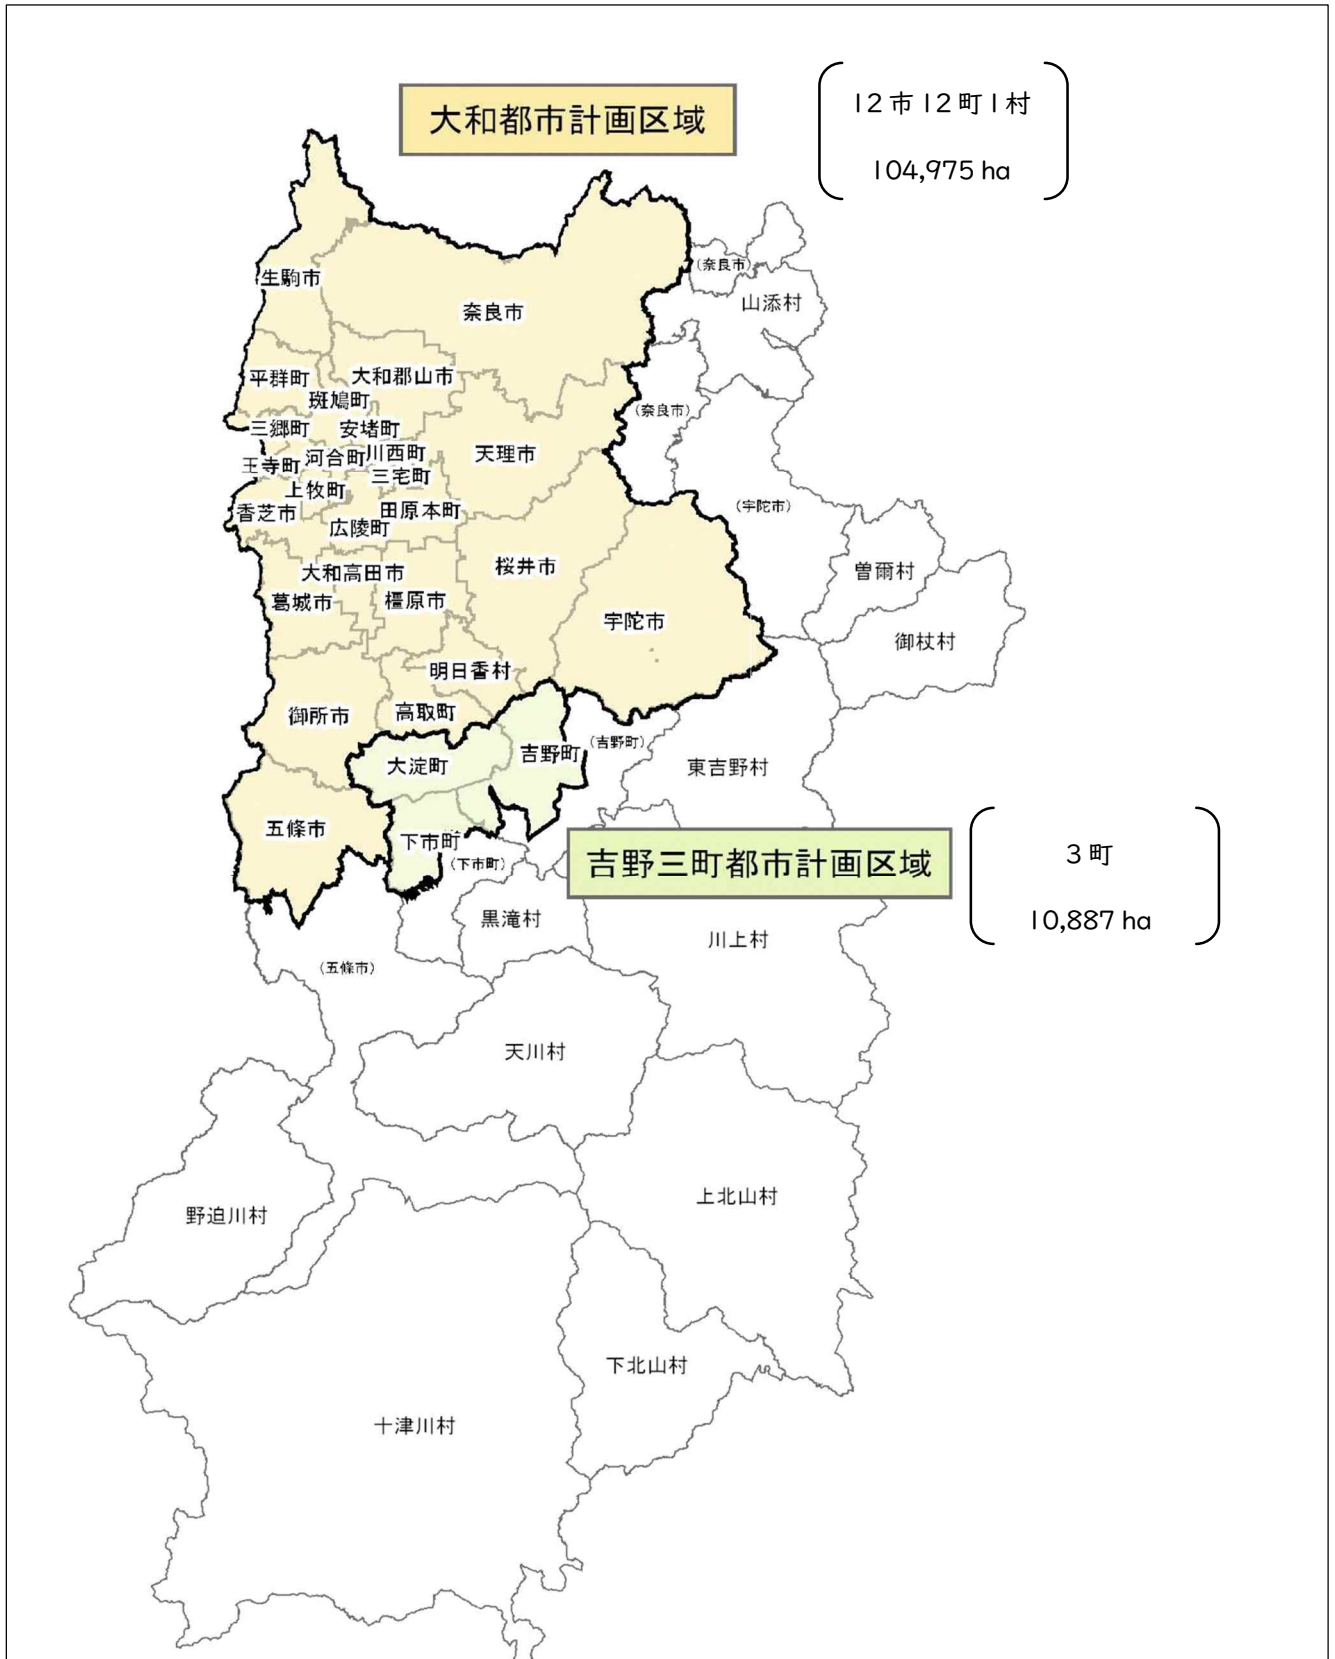 大和都市計画区域
12市12町1村
104,975 ha
(奈良市)
生駒市
山添村
奈良市
平群町
大和郡山市
斑鳩町
(奈良市)
三郷町
安堵町
天理市
河合町
川西町
王寺町
三宅町
上牧町
(宇陀市)
香芝市
田原本町
広陵町
桜井市
曽爾村
大和高田市
葛城市
橿原市
宇陀市
御杖村
明日香村
御所市
高取町
(吉野町)
吉野町
大淀町
東吉野村
五條市
下市町
(下市町)
吉野三町都市計画区域
3町
10,887 ha
黒滝村
川上村
(五條市)
天川村
上北山村
野迫川村
下北山村
十津川村